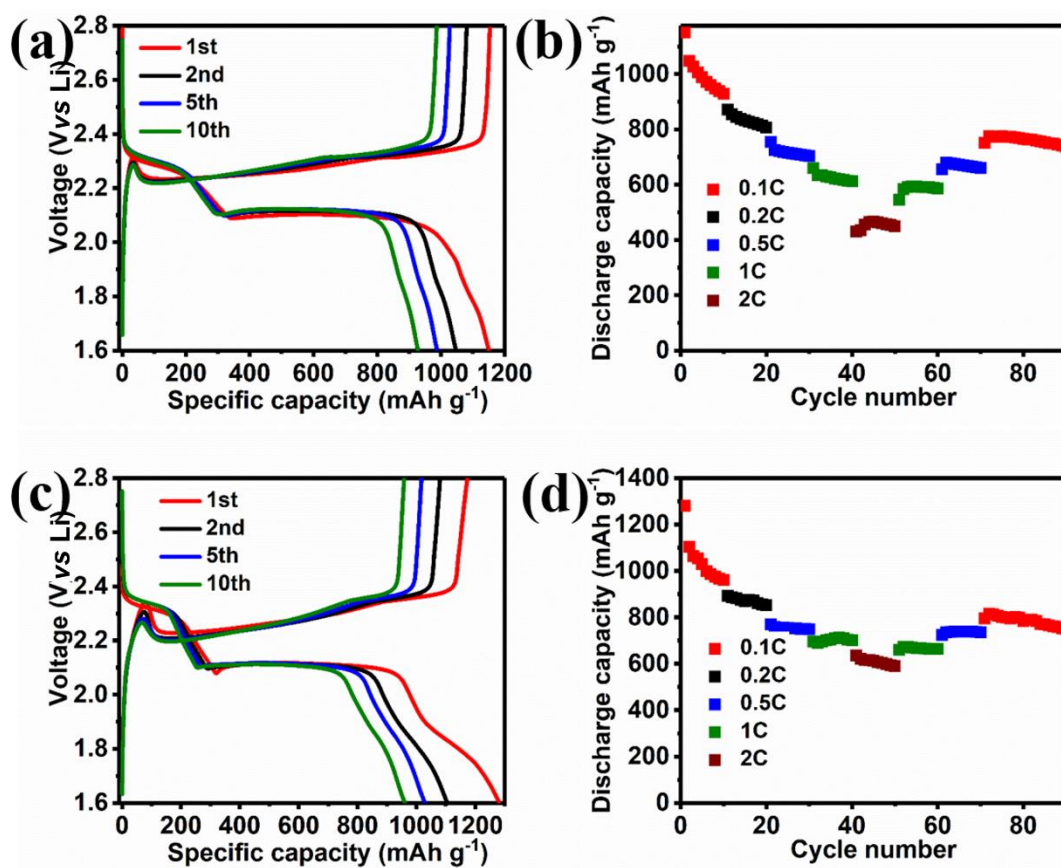 (a)
2.8
2.4
2.2
2.0
1.8
1.6
Voltage (V vs Li)
1st
2nd
5th
10th
0 200 400 600 800 1000 1200
Specific capacity (mAh g⁻¹)
(b)
1000
800
600
400
200
0
Discharge capacity (mAh g⁻¹)
0.1C
0.2C
0.5C
1C
2C
0 20 40 60 80
Cycle number
(c)
2.8
2.4
2.2
2.0
1.8
1.6
Voltage (V vs Li)
1st
2nd
5th
10th
0 200 400 600 800 1000 1200
Specific capacity (mAh g⁻¹)
(d)
1400
1200
1000
800
600
400
200
0
Discharge capacity (mAh g⁻¹)
0.1C
0.2C
0.5C
1C
2C
0 20 40 60 80
Cycle number